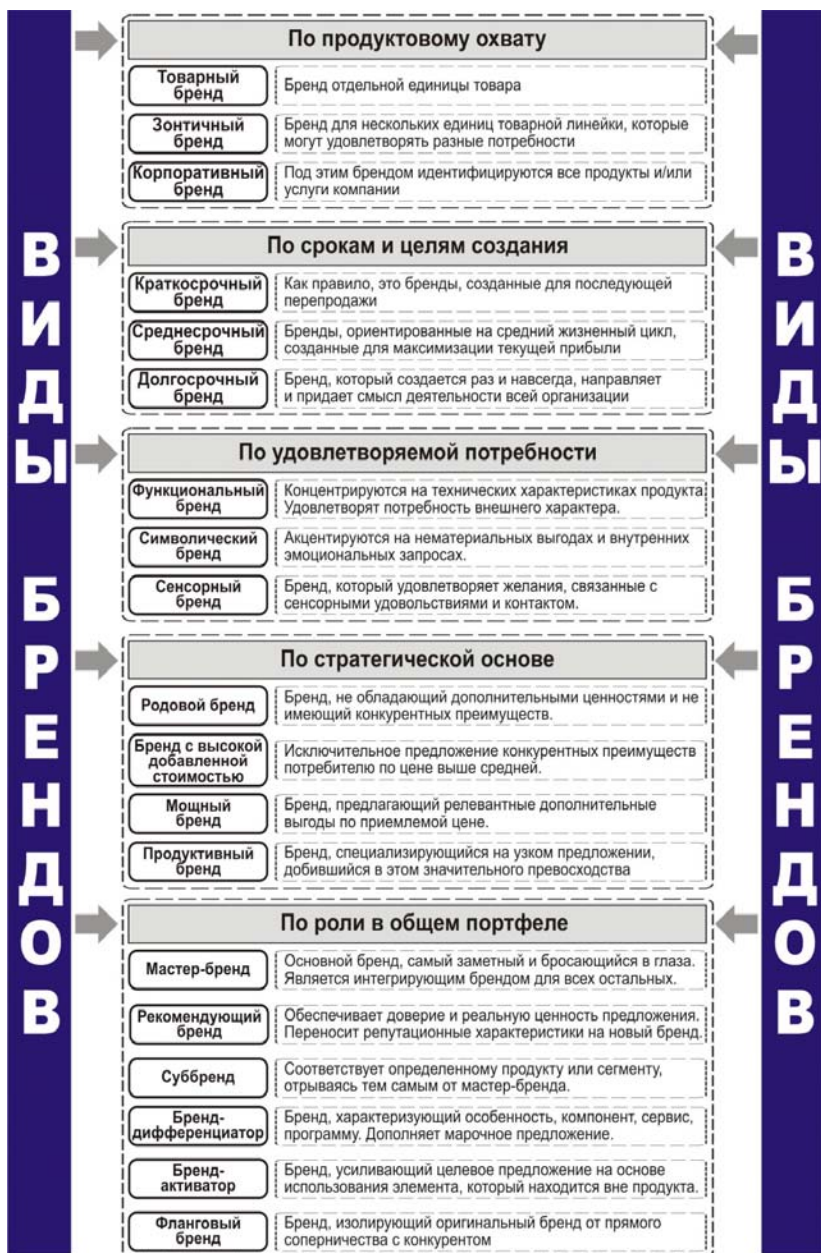 ВИДЫ БРЕНДОВ
По продуктовому охвату
Товарный
бренд
Бренд отдельной единицы товара
Зонтичный
бренд
Бренд для нескольких единиц товарной линейки, которые
могут удовлетворять разные потребности
Корпоративный
бренд
Под этим брендом идентифицируются все продукты и/или
услуги компании
По срокам и целям создания
Краткосрочный
бренд
Как правило, это бренды, созданные для последующей
перепродажи
Среднесрочный
бренд
Бренды, ориентированные на средний жизненный цикл,
созданные для максимизации текущей прибыли
Долгосрочный
бренд
Бренд, который создается раз и навсегда, направляет
и придает смысл деятельности всей организации
По удовлетворяемой потребности
Функциональный
бренд
Концентрируются на технических характеристиках продукта
Удовлетворят потребность внешнего характера.
Символический
бренд
Акцентируются на нематериальных выгодах и внутренних
эмоциональных запросах.
Сенсорный
бренд
Бренд, который удовлетворяет желания, связанные с
сенсорными удовольствиями и контактом.
По стратегической основе
Родовой бренд
Бренд, не обладающий дополнительными ценностями и не
имеющий конкурентных преимуществ.
Бренд с высокой
добавленной
стоимостью
Исключительное предложение конкурентных преимуществ
потребителю по цене выше средней.
Мощный
бренд
Бренд, предлагающий релевантные дополнительные
выгоды по приемлемой цене.
Продуктивный
бренд
Бренд, специализирующийся на узком предложении,
добившийся в этом значительного превосходства
По роли в общем портфеле
Мастер-бренд
Основной бренд, самый заметный и бросающийся в глаза.
Является интегрирующим брендом для всех остальных.
Рекомендующий
бренд
Обеспечивает доверие и реальную ценность предложения.
Переносит репутационные характеристики на новый бренд.
Суббренд
Соответствует определенному продукту или сегменту,
отрываясь тем самым от мастер-бренда.
Бренд-
дифференциатор
Бренд, характеризующий особенность, компонент, сервис,
программу. Дополняет марочное предложение.
Бренд-
активатор
Бренд, усиливающий целевое предложение на основе
использования элемента, который находится вне продукта.
Фланговый
бренд
Бренд, изолирующий оригинальный бренд от прямого
соперничества с конкурентом
ВИДЫ БРЕНДОВ